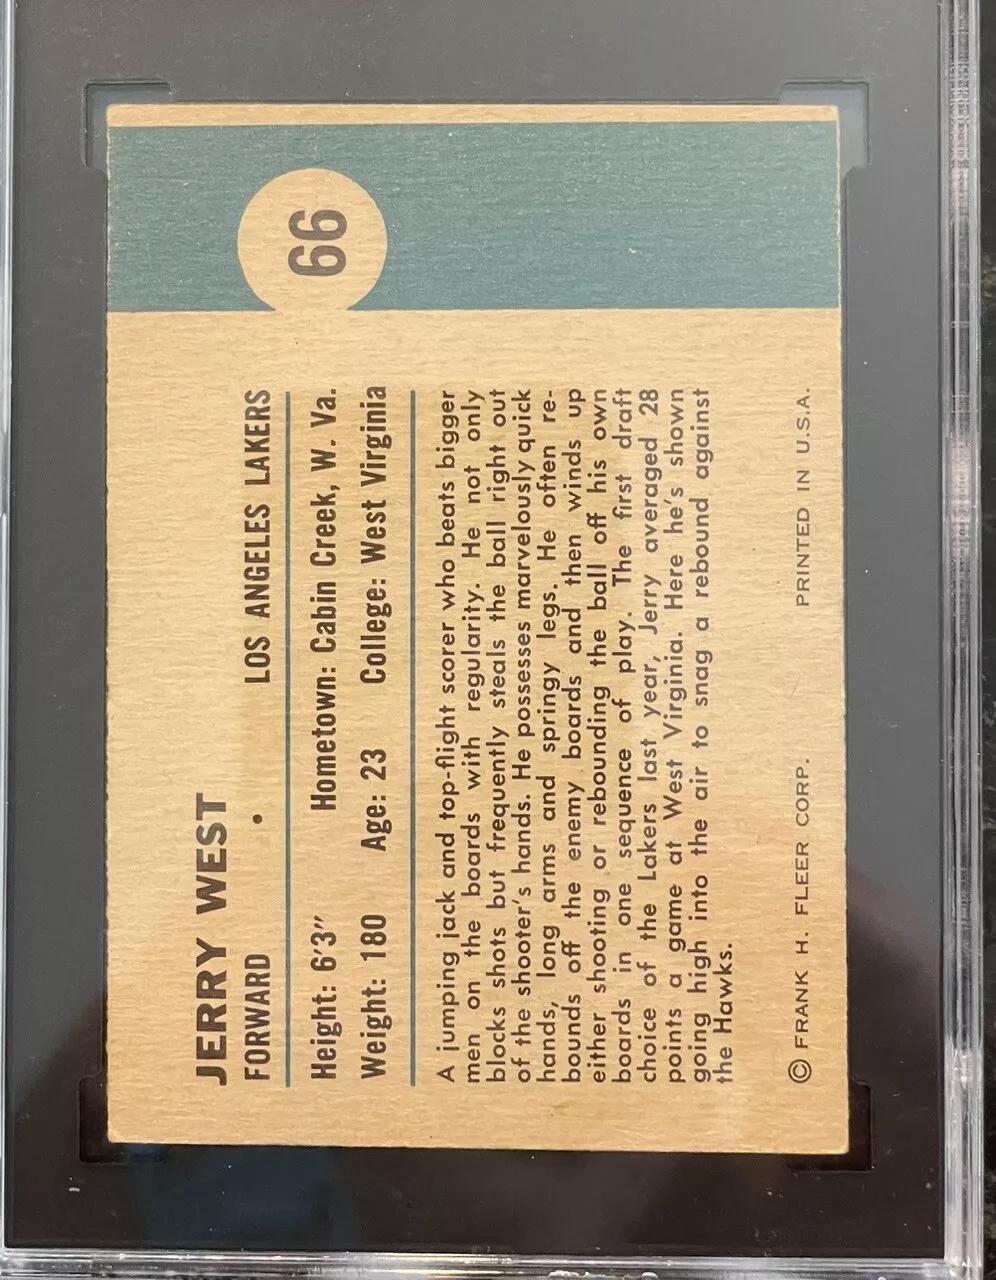 66
JERRY WEST
FORWARD • LOS ANGELES LAKERS
Height: 6'3" Hometown: Cabin Creek, W. Va.
Weight: 180 Age: 23 College: West Virginia
A jumping jack and top-flight scorer who beats bigger
men on the boards with regularity. He not only
blocks shots but frequently steals the ball right out
of the shooter's hands. He possesses marvelously quick
hands, long arms and springy legs. He often re-
bounds off the enemy boards and then winds up
either shooting or rebounding the ball off his own
boards in one sequence of play. The first draft
choice of the Lakers last year, Jerry averaged 28
points a game at West Virginia. Here he's shown
going high into the air to snag a rebound against
the Hawks.
© FRANK H. FLEER CORP. PRINTED IN U.S.A.